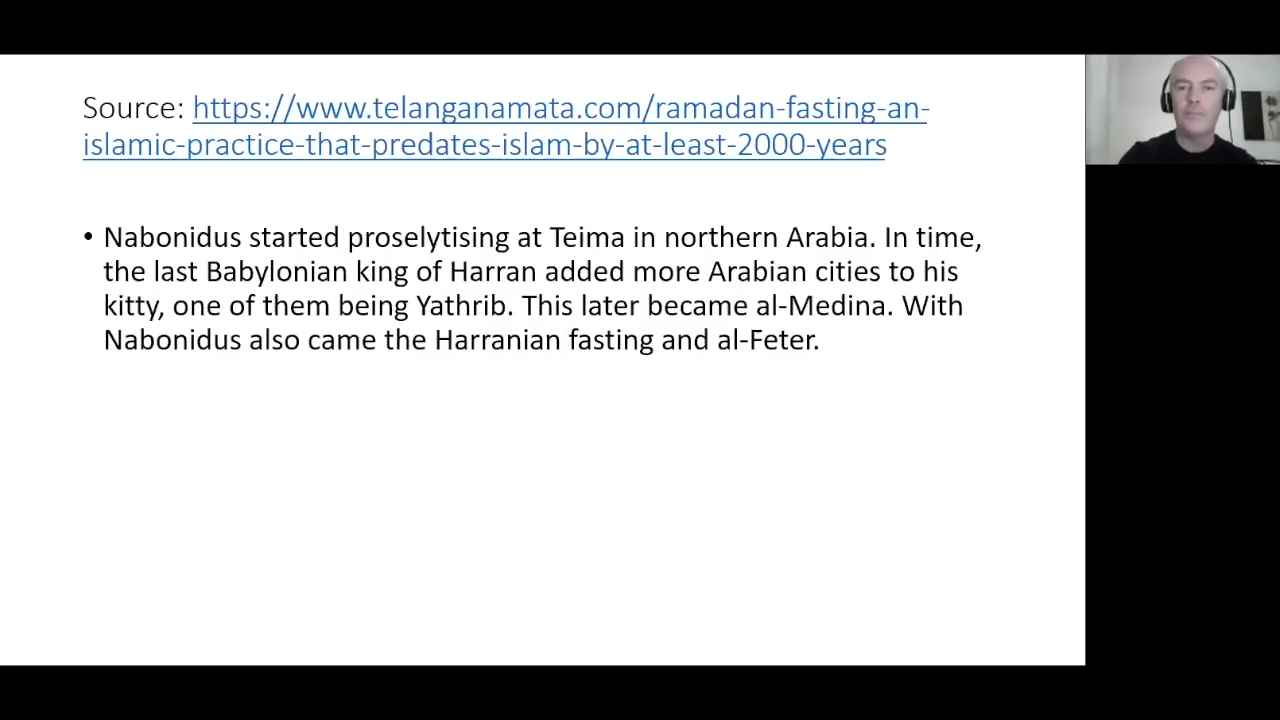 Source: https://www.telanganamata.com/ramadan-fasting-an-
islamic-practice-that-predates-islam-by-at-least-2000-years
• Nabonidus started proselytising at Teima in northern Arabia. In time,
the last Babylonian king of Harran added more Arabian cities to his
kitty, one of them being Yathrib. This later became al-Medina. With
Nabonidus also came the Harranian fasting and al-Feter.